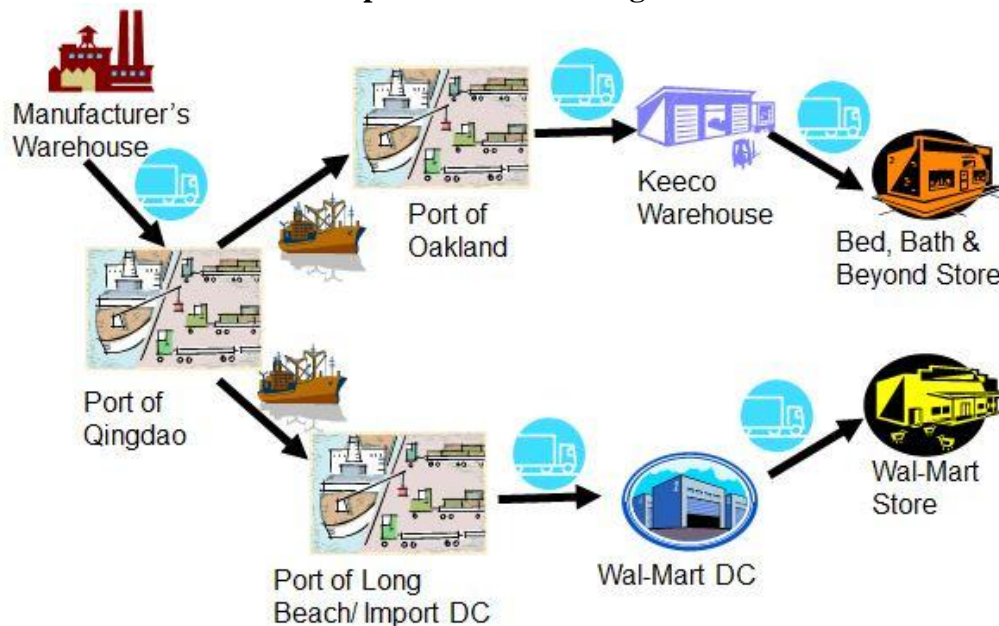 Manufacturer's
Warehouse
Port of
Oakland
Keeco
Warehouse
Bed, Bath &
Beyond Store
Port of
Qingdao
Port of Long
Beach/ Import DC
Wal-Mart DC
Wal-Mart
Store